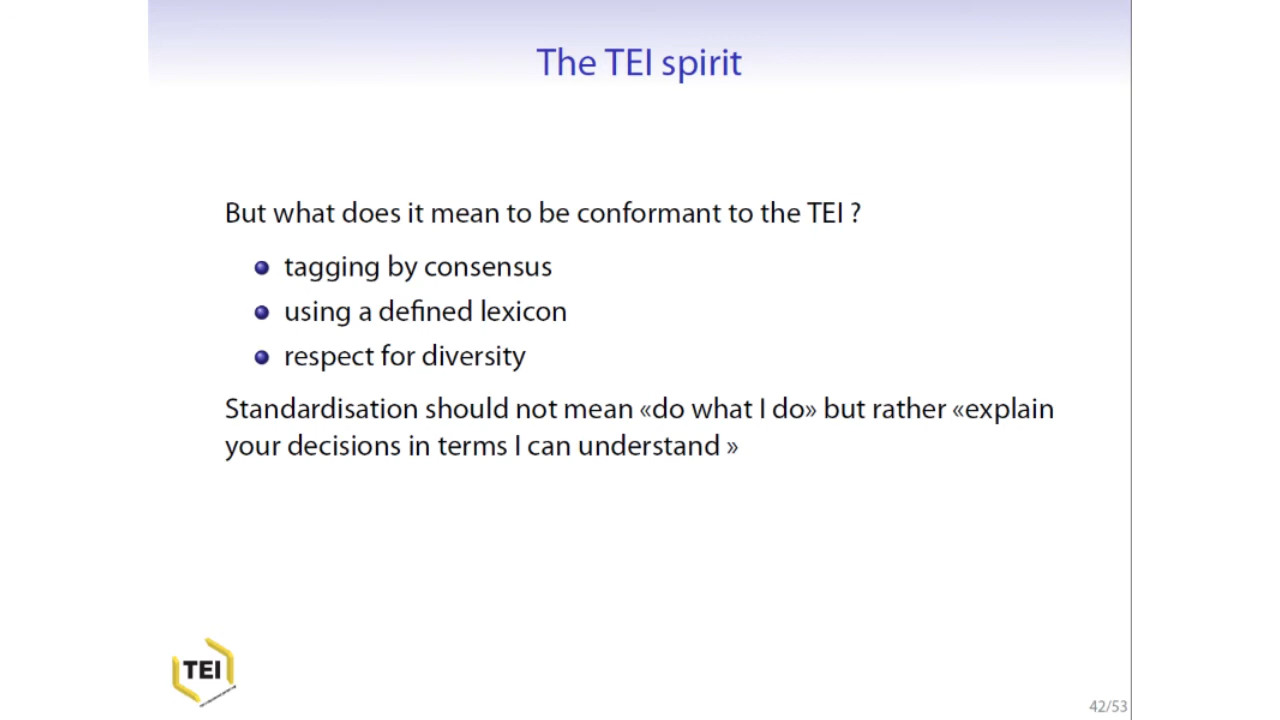 The TEI spirit
But what does it mean to be conformant to the TEI ?
tagging by consensus
using a defined lexicon
respect for diversity
Standardisation should not mean «do what I do» but rather «explain
your decisions in terms I can understand »
TEI
42/53